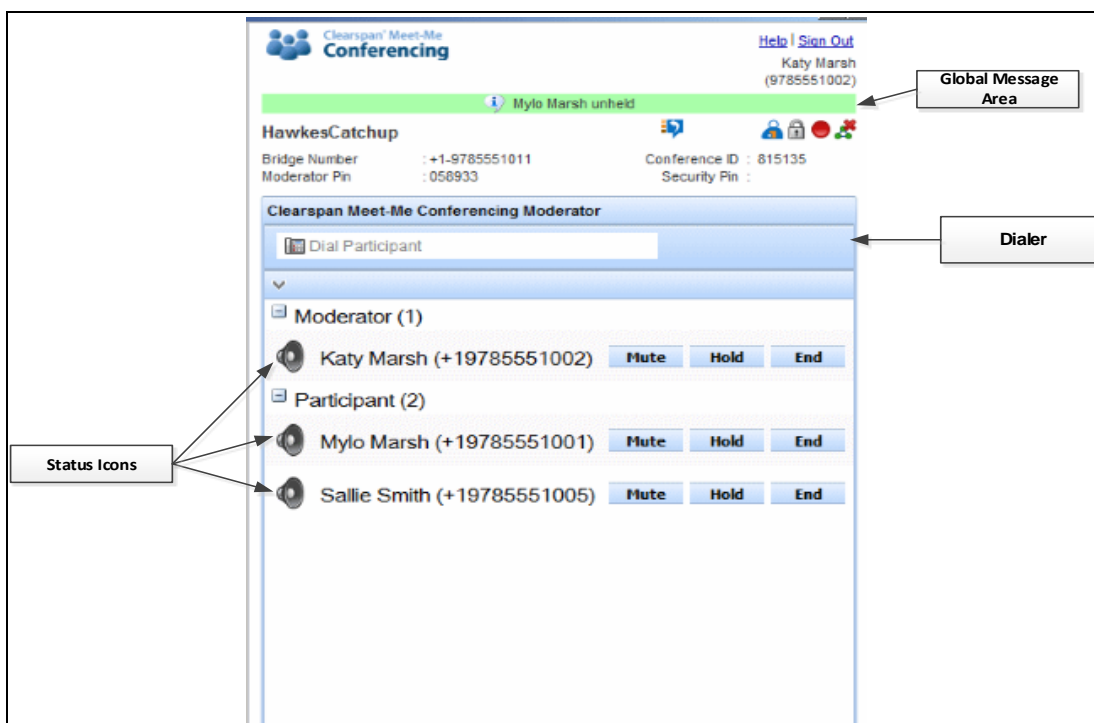 Clearspan® Meet-Me
Conferencing
Help | Sign Out
Katy Marsh
(9785551002)
Global Message Area
Mylo Marsh unheld
HawkesCatchup
Bridge Number : +1-9785551011 Conference ID : 815135
Moderator Pin : 058933 Security Pin :
Clearspan Meet-Me Conferencing Moderator
Dial Participant
Dialer
Moderator (1)
Katy Marsh (+19785551002) Mute Hold End
Participant (2)
Mylo Marsh (+19785551001) Mute Hold End
Status Icons
Sallie Smith (+19785551005) Mute Hold End